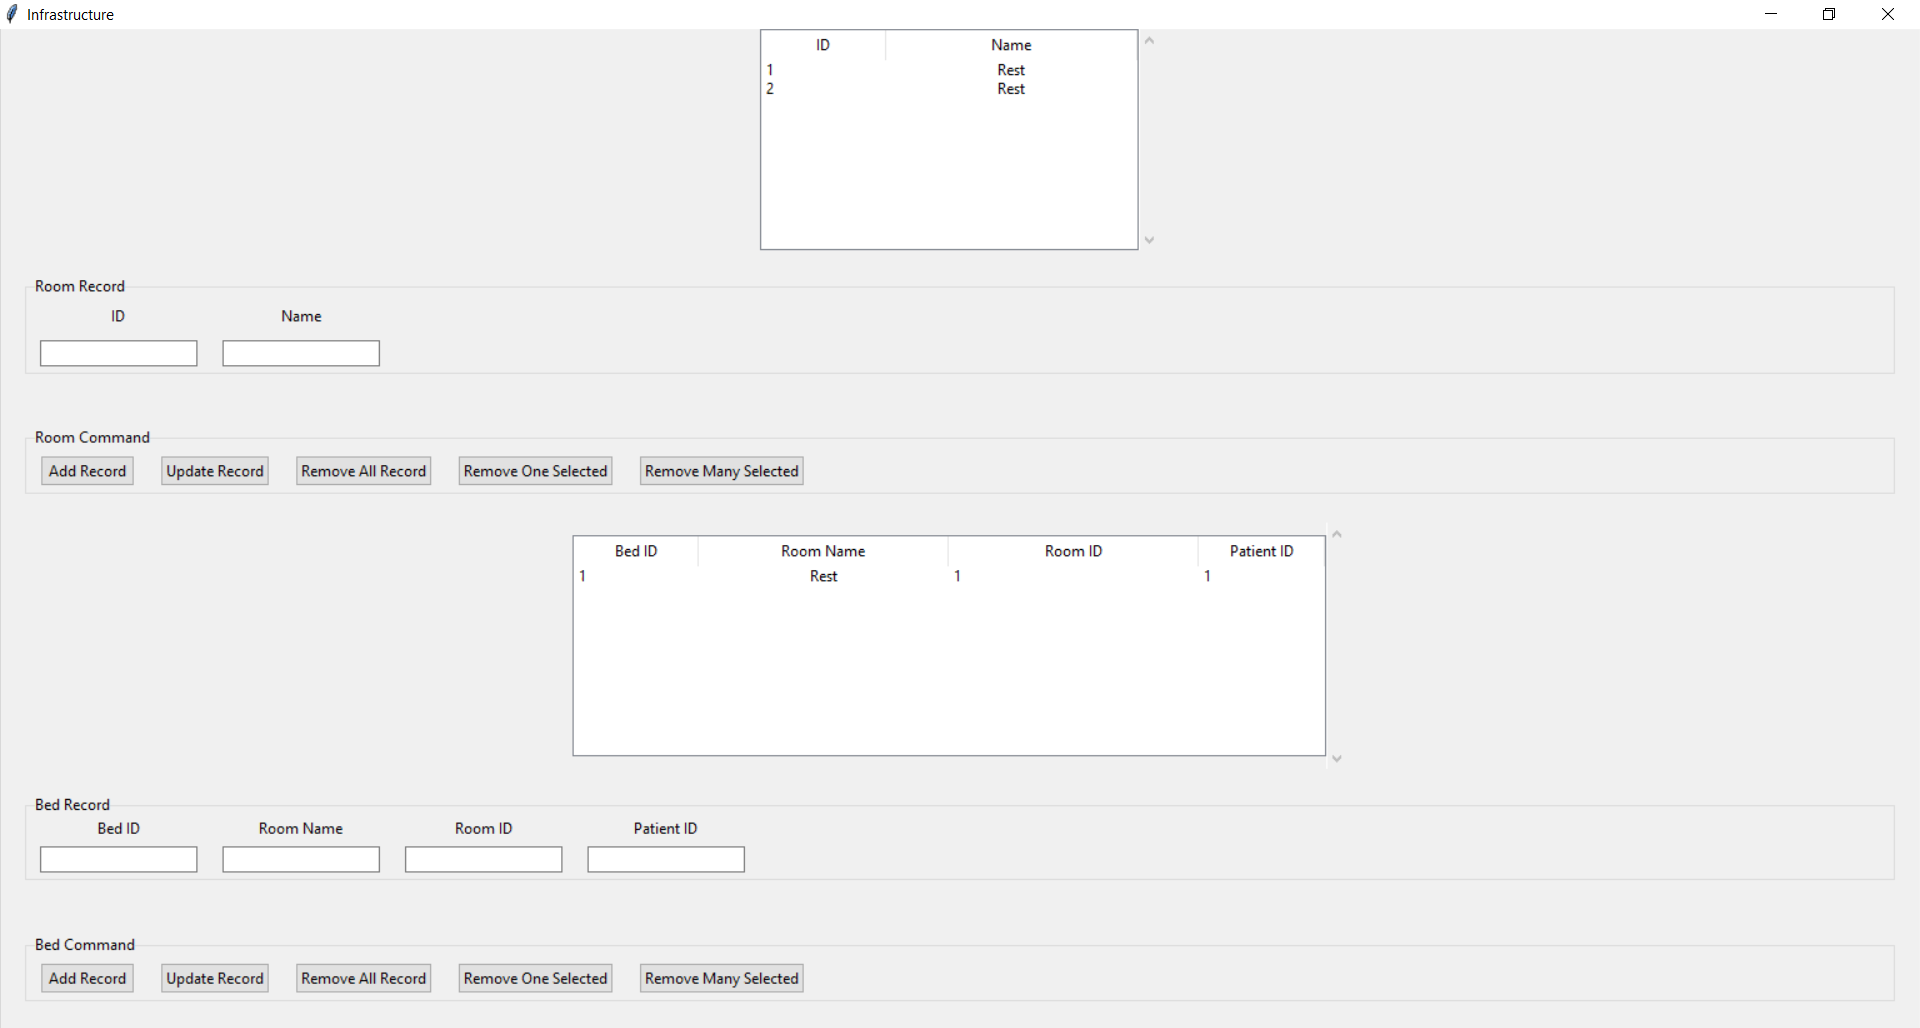 Infrastructure
ID Name
1 Rest
2 Rest
Room Record
ID Name
Room Command
Add Record Update Record Remove All Record Remove One Selected Remove Many Selected
Bed ID Room Name Room ID Patient ID
1 Rest 1 1
Bed Record
Bed ID Room Name Room ID Patient ID
Bed Command
Add Record Update Record Remove All Record Remove One Selected Remove Many Selected